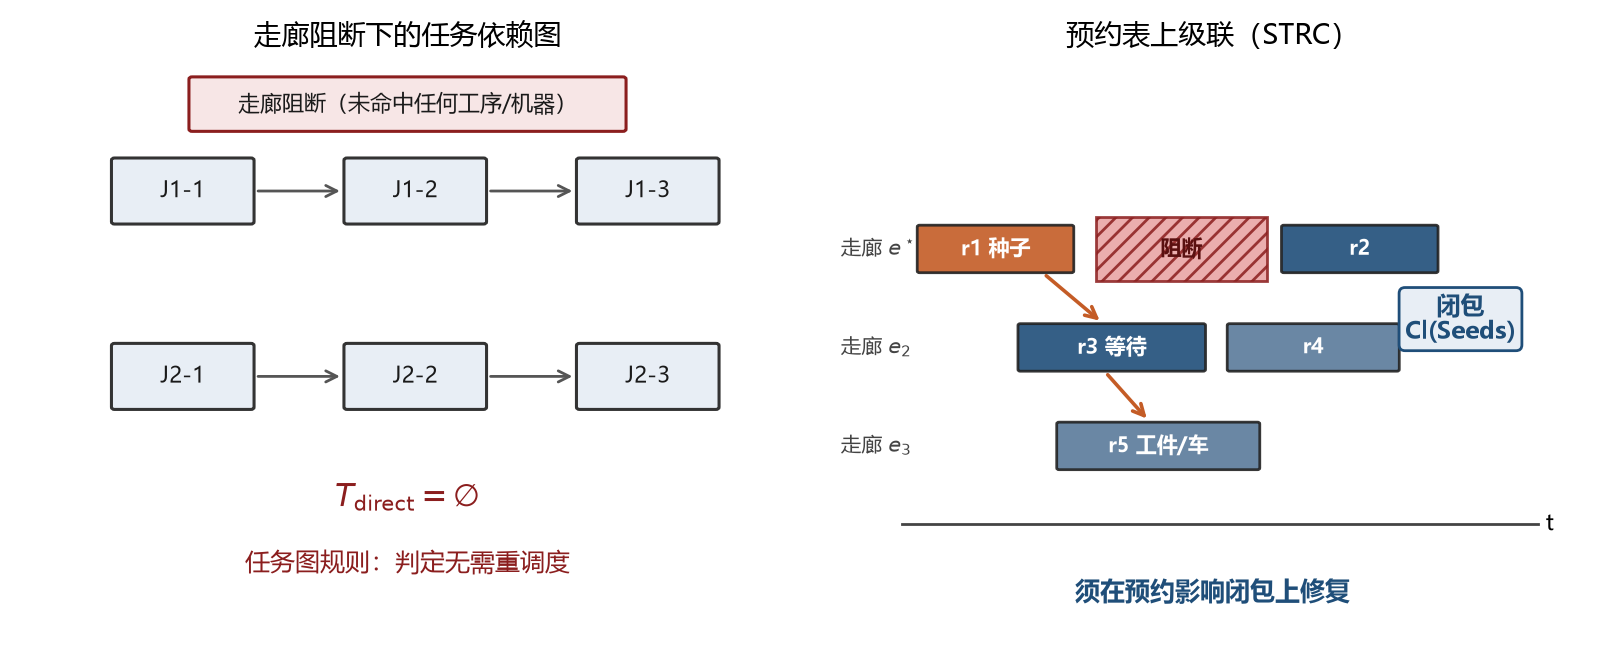 走廊阻断下的任务依赖图
走廊阻断（未命中任何工序/机器）
J1-1
J1-2
J1-3
J2-1
J2-2
J2-3
T_direct = ∅
任务图规则：判定无需重调度
预约表上级联（STRC）
走廊 e*
r1 种子
阻断
r2
闭包
Cl(Seeds)
走廊 e₂
r3 等待
r4
走廊 e₃
r5 工件/车
t
须在预约影响闭包上修复